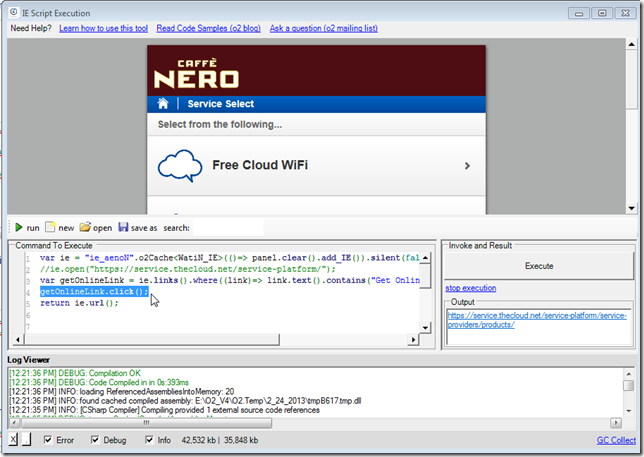 IE Script Execution
Need Help? Learn how to use this tool Read Code Samples (o2 blog) Ask a question (o2 mailing list)
CAFFÈ
NERO
Service Select
Select from the following...
Free Cloud WiFi
run new open save as search:
Command To Execute
1 var ie = "ie_aenoN".o2Cache<WatiN_IE>(()=> panel.clear().add_IE()).silent(fal
2 //ie.open("https://service.thecloud.net/service-platform/");
3 var getOnlineLink = ie.links().where((link)=> link.text().contains("Get Onlin
4 getOnlineLink.click();
5 return ie.url();
6
7
Invoke and Result
Execute
stop execution
Output
https://service.thecloud.net/service-platform/service-
providers/products/
Log Viewer
[12:21:36 PM] DEBUG: Compilation OK
[12:21:36 PM] DEBUG: Code Compiled in in 0s:393ms
[12:21:36 PM] INFO: loading ReferencedAssembliesIntoMemory: 20
[12:21:36 PM] INFO: found cached compiled assembly: E:\O2_V4\O2.Temp\2_24_2013\tmpB617.tmp.dll
[12:21:35 PM] INFO: [CSharp Compiler] Compiling provided 1 external source code references
X . Error Debug Info 42,532 kb | 35,848 kb GC Collect